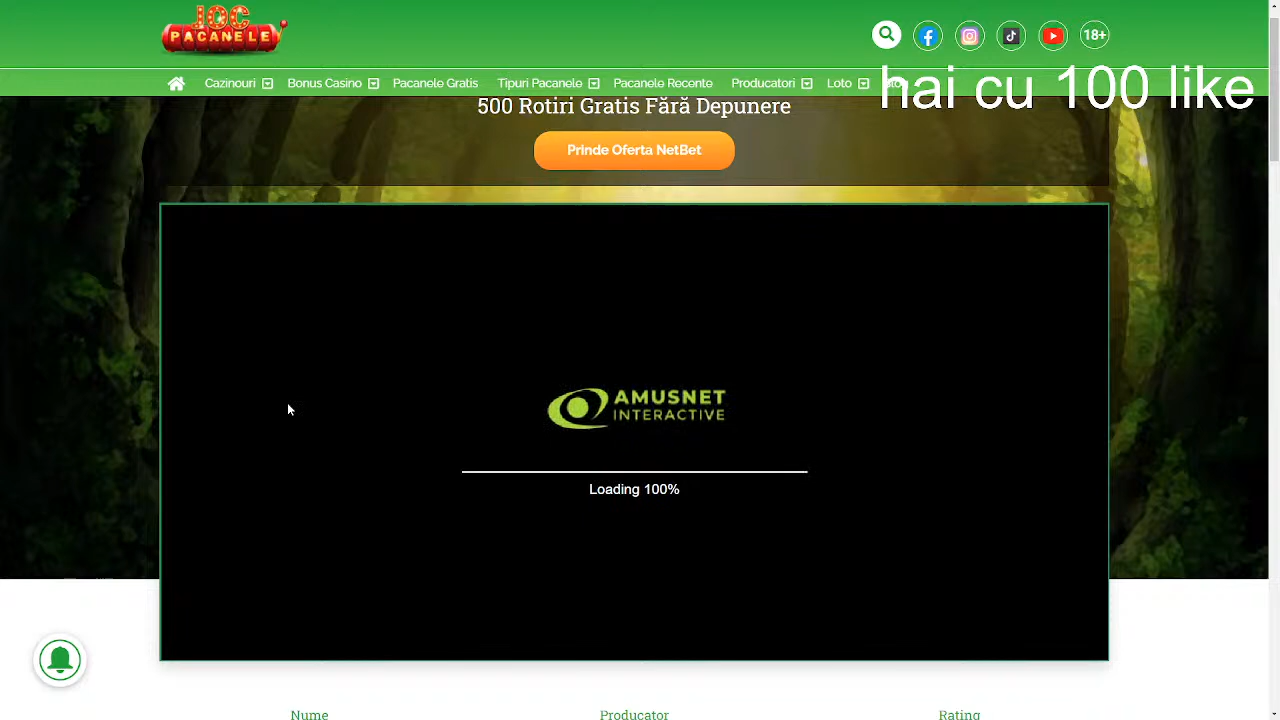 JOC
PACANELE
18+
Cazinouri Bonus Casino Pacanele Gratis Tipuri Pacanele Pacanele Recente Producatori Loto
hai cu 100 like
500 Rotiri Gratis Fără Depunere
Prinde Oferta NetBet
AMUSNET
INTERACTIVE
Loading 100%
Nume Producator Rating